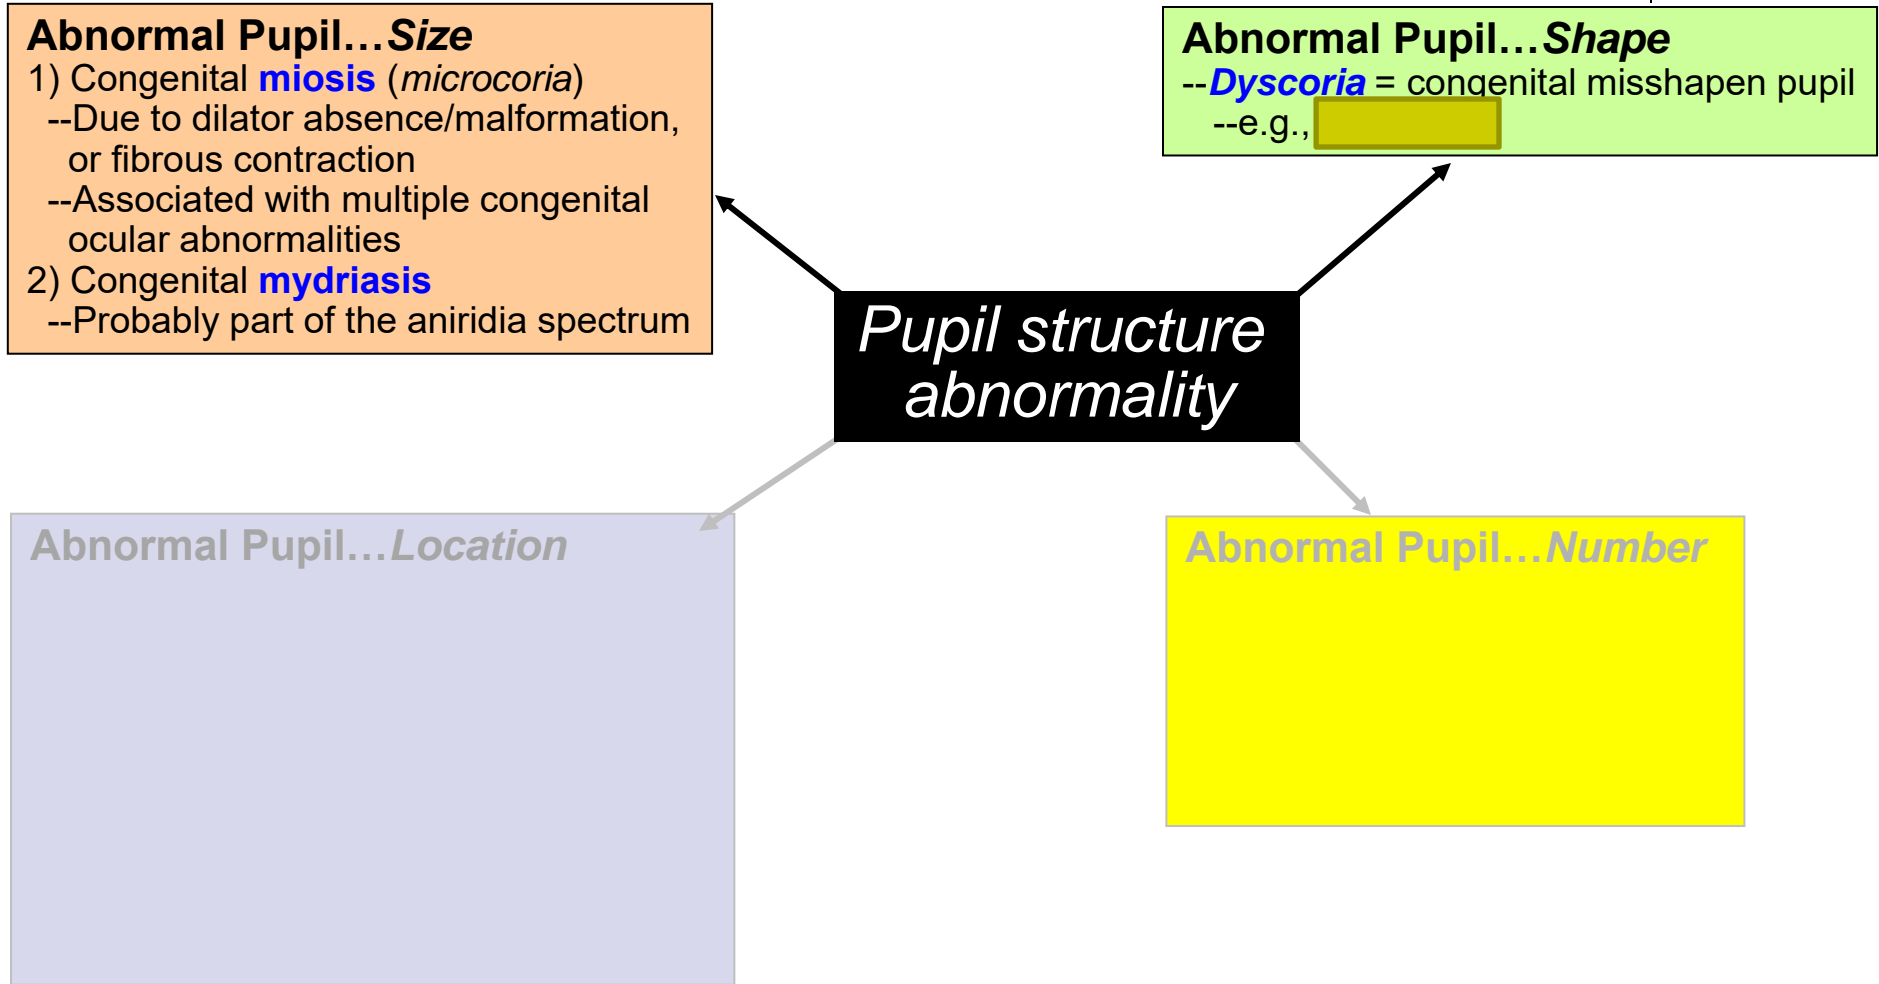 Abnormal Pupil…Size
1) Congenital miosis (microcoria)
--Due to dilator absence/malformation,
or fibrous contraction
--Associated with multiple congenital
ocular abnormalities
2) Congenital mydriasis
--Probably part of the aniridia spectrum
Abnormal Pupil…Shape
--Dyscoria = congenital misshapen pupil
--e.g.,
Pupil structure
abnormality
Abnormal Pupil…Location
Abnormal Pupil…Number